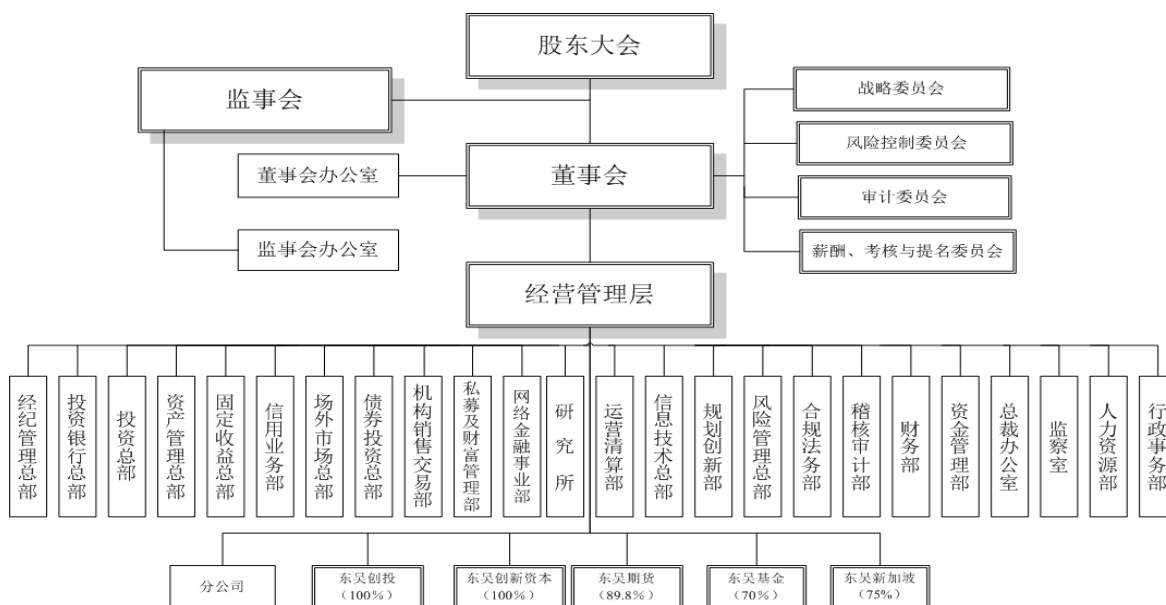 股东大会
监事会
战略委员会
风险控制委员会
董事会办公室
董事会
审计委员会
监事会办公室
薪酬、考核与提名委员会
经营管理层
经纪管理总部
投资银行总部
投资总部
资产管理总部
固定收益总部
信用业务部
场外市场总部
债券投资总部
机构销售交易部
私募及财富管理部
网络金融事业部
研究所
运营清算部
信息技术总部
规划创新部
风险管理总部
合规法务部
稽核审计部
财务部
资金管理部
总裁办公室
监察室
人力资源部
行政事务部
分公司
东吴创投
（100%）
东吴创新资本
（100%）
东吴期货
（89.8%）
东吴基金
（70%）
东吴新加坡
（75%）